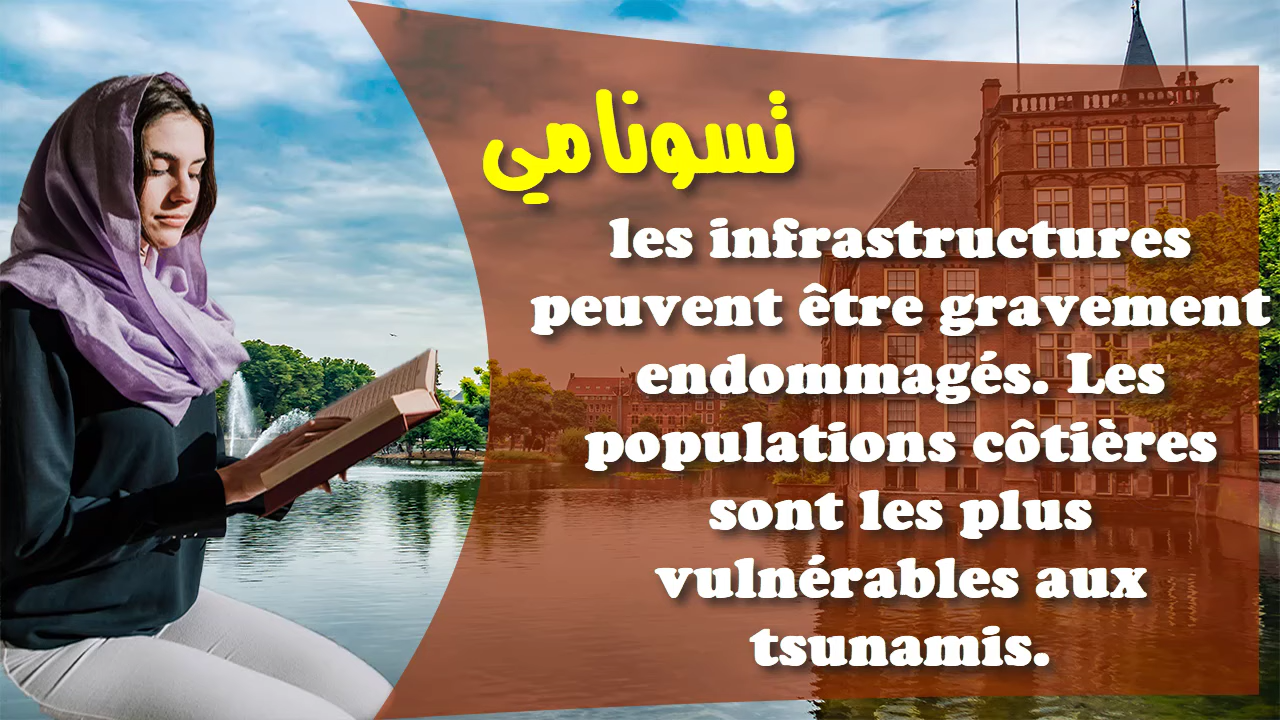 تسونامي
les infrastructures
peuvent être gravement
endommagés. Les
populations côtières
sont les plus
vulnérables aux
tsunamis.